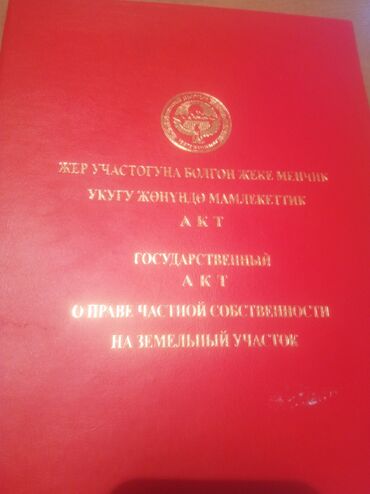 ЖЕР УЧАСТОГУНА БОЛГОН ЖЕКЕ МЕНЧИК
УКУГУ ЖӨНҮНДӨ МАМЛЕКЕТТИК
АКТ
ГОСУДАРСТВЕННЫЙ
АКТ
О ПРАВЕ ЧАСТНОЙ СОБСТВЕННОСТИ
НА ЗЕМЕЛЬНЫЙ УЧАСТОК